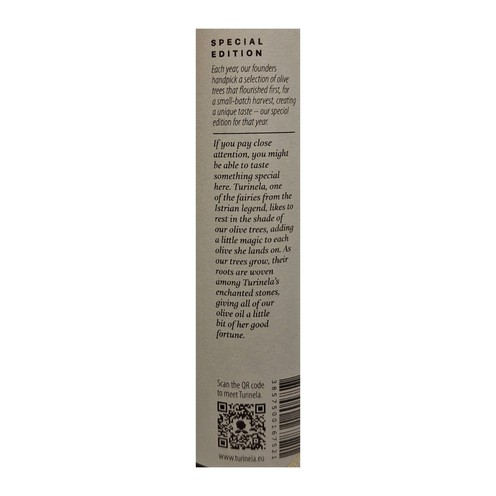 SPECIAL
EDITION
Each year, our founders
handpick a selection of olive
trees that flourished first, for
a small-batch harvest, creating
a unique taste – our special
edition for that year.
If you pay close
attention, you might
be able to taste
something special
here. Turinela, one
of the fairies from the
Istrian legend, likes to
rest in the shade of
our olive trees, adding
a little magic to each
olive she lands on. As
our trees grow, their
roots are woven
among Turinela's
enchanted stones,
giving all of our
olive oil a little
bit of her good
fortune.
Scan the QR code
to meet Turinela.
www.turinela.eu
3857500167521